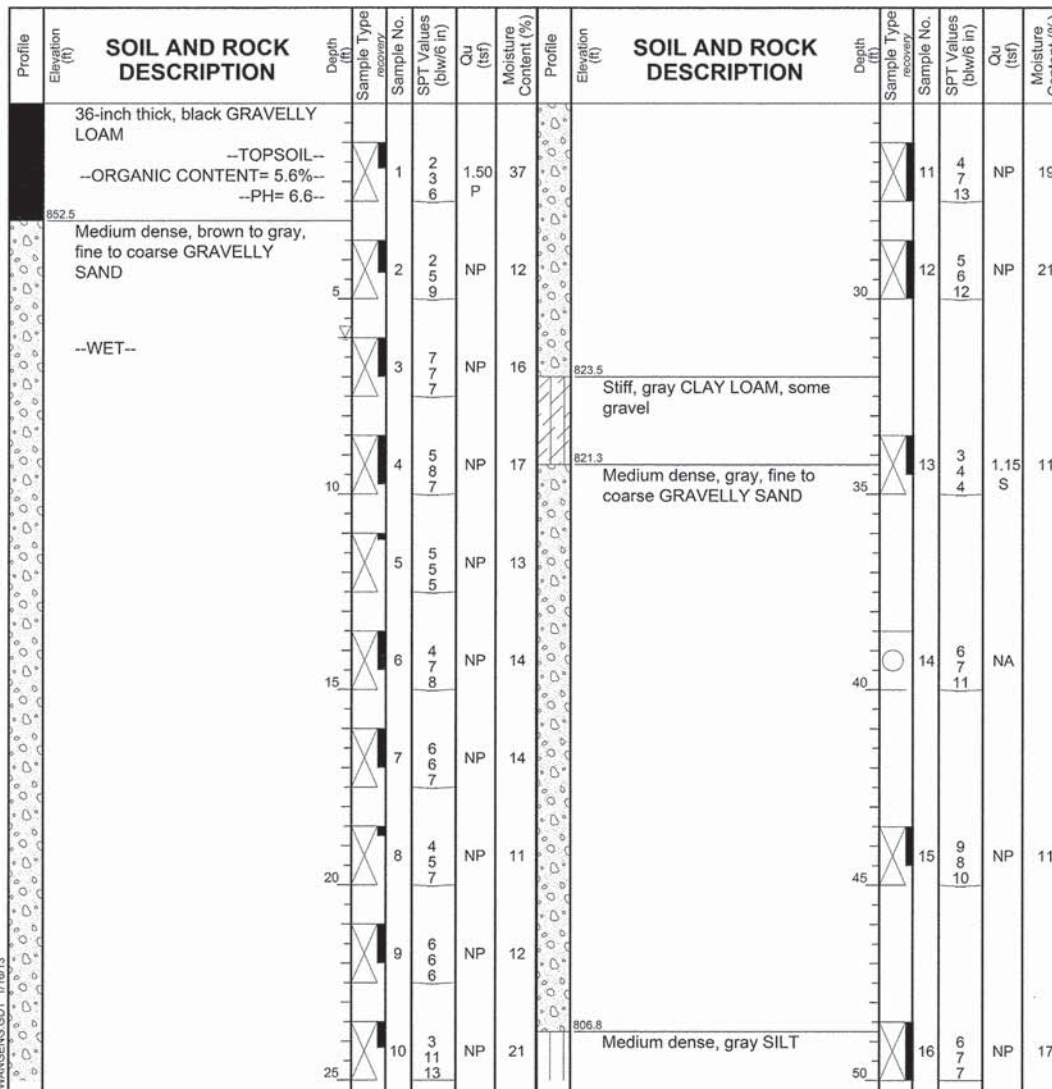 Profile
Elevation
(ft)
SOIL AND ROCK
DESCRIPTION
Depth
(ft)
Sample Type
recovery
Sample No.
SPT Values
(blw/6 in)
Qu
(tsf)
Moisture
Content (%)
36-inch thick, black GRAVELLY
LOAM
--TOPSOIL--
--ORGANIC CONTENT= 5.6%--
--PH= 6.6--
1
2
3
6
1.50
P
37
852.5
Medium dense, brown to gray,
fine to coarse GRAVELLY
SAND
2
2
5
9
NP
12
5
--WET--
3
7
7
7
NP
16
4
5
8
7
NP
17
10
5
5
5
5
NP
13
6
4
7
8
NP
14
15
7
6
6
7
NP
14
8
4
5
7
NP
11
20
9
6
6
6
NP
12
10
3
11
13
NP
21
25
Profile
Elevation
(ft)
SOIL AND ROCK
DESCRIPTION
Depth
(ft)
Sample Type
recovery
Sample No.
SPT Values
(blw/6 in)
Qu
(tsf)
Moisture
11
4
7
13
NP
19
12
5
6
12
NP
21
30
823.5
Stiff, gray CLAY LOAM, some
gravel
821.3
13
3
4
4
1.15
S
11
Medium dense, gray, fine to
coarse GRAVELLY SAND
35
14
6
7
11
NA
40
15
9
8
10
NP
11
45
806.8
Medium dense, gray SILT
16
6
7
7
NP
17
50